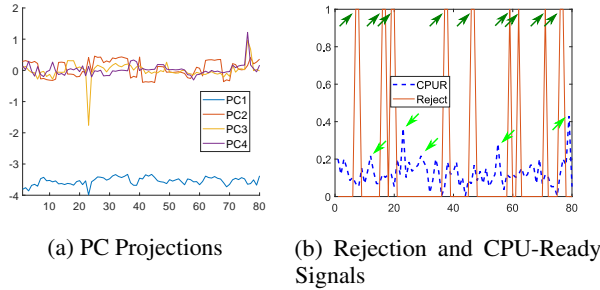 2
1
0
-1
-2
-3
-4
10 20 30 40 50 60 70 80
PC1
PC2
PC3
PC4
(a) PC Projections
1
0.8
0.6
0.4
0.2
0
0 20 40 60 80
CPUR
Reject
(b) Rejection and CPU-Ready
Signals